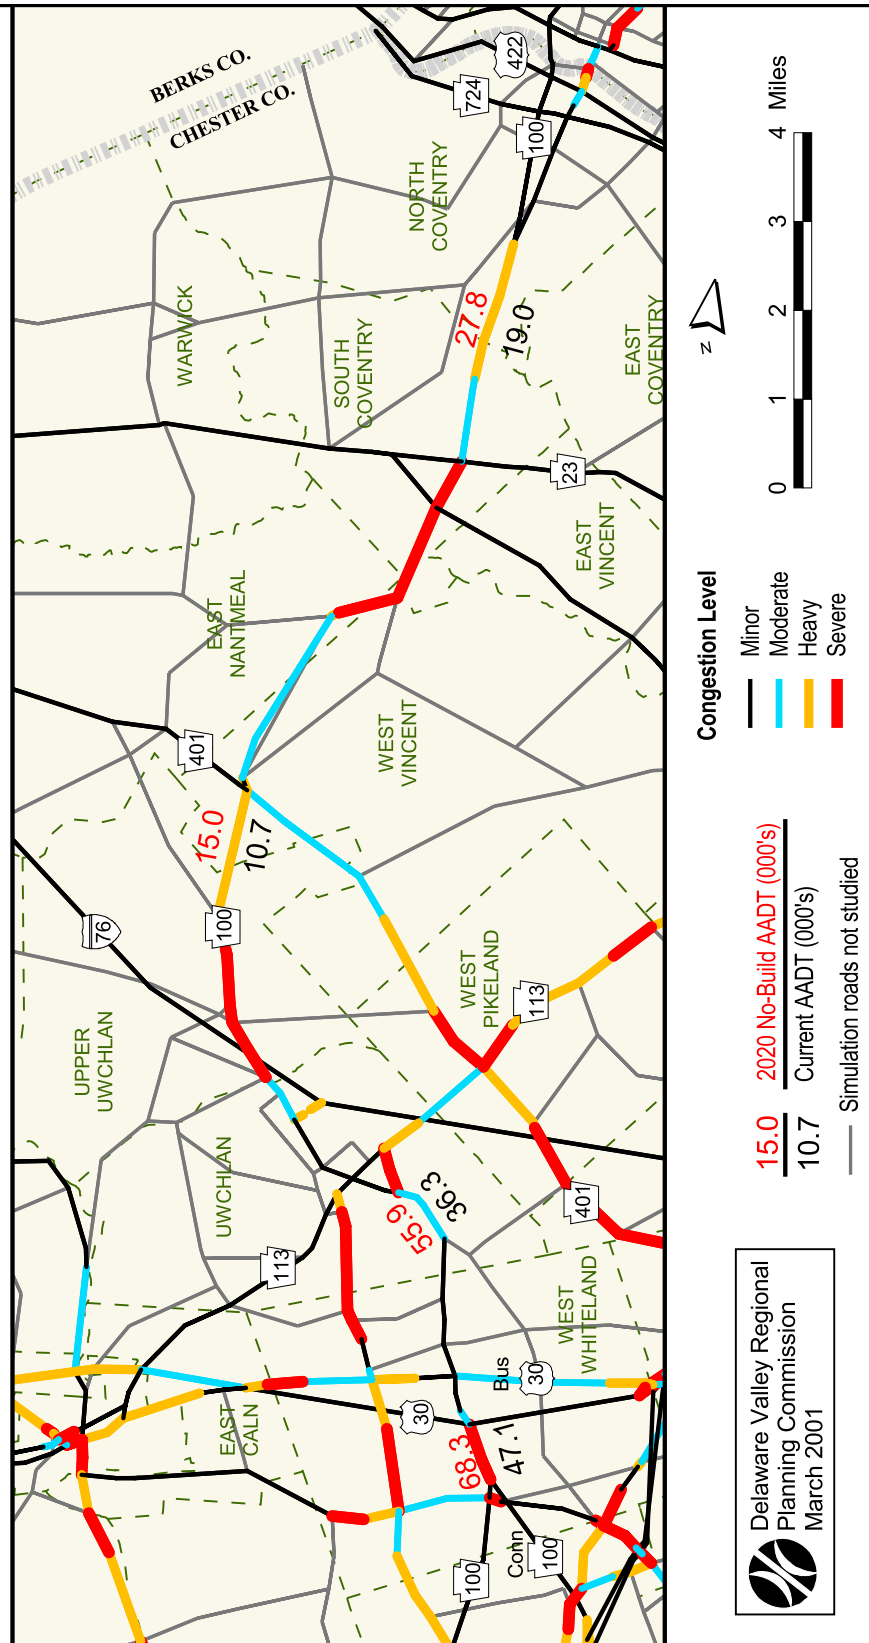 BERKS CO.
CHESTER CO.
422
724
100
NORTH
COVENTRY
WARWICK
SOUTH
COVENTRY
27.8
19.0
EAST
COVENTRY
23
EAST
VINCENT
EAST
NANTMEAL
WEST
VINCENT
401
15.0
10.7
100
76
WEST
PIKELAND
113
UPPER
UWCHLAN
UWCHLAN
36.3
55.9
401
113
WEST
WHITELAND
Bus
30
30
EAST
CALN
68.3
47.1
Conn
100
100
N
0 1 2 3 4 Miles
Congestion Level
Minor
Moderate
Heavy
Severe
15.0 2020 No-Build AADT (000's)
10.7 Current AADT (000's)
Simulation roads not studied
Delaware Valley Regional
Planning Commission
March 2001